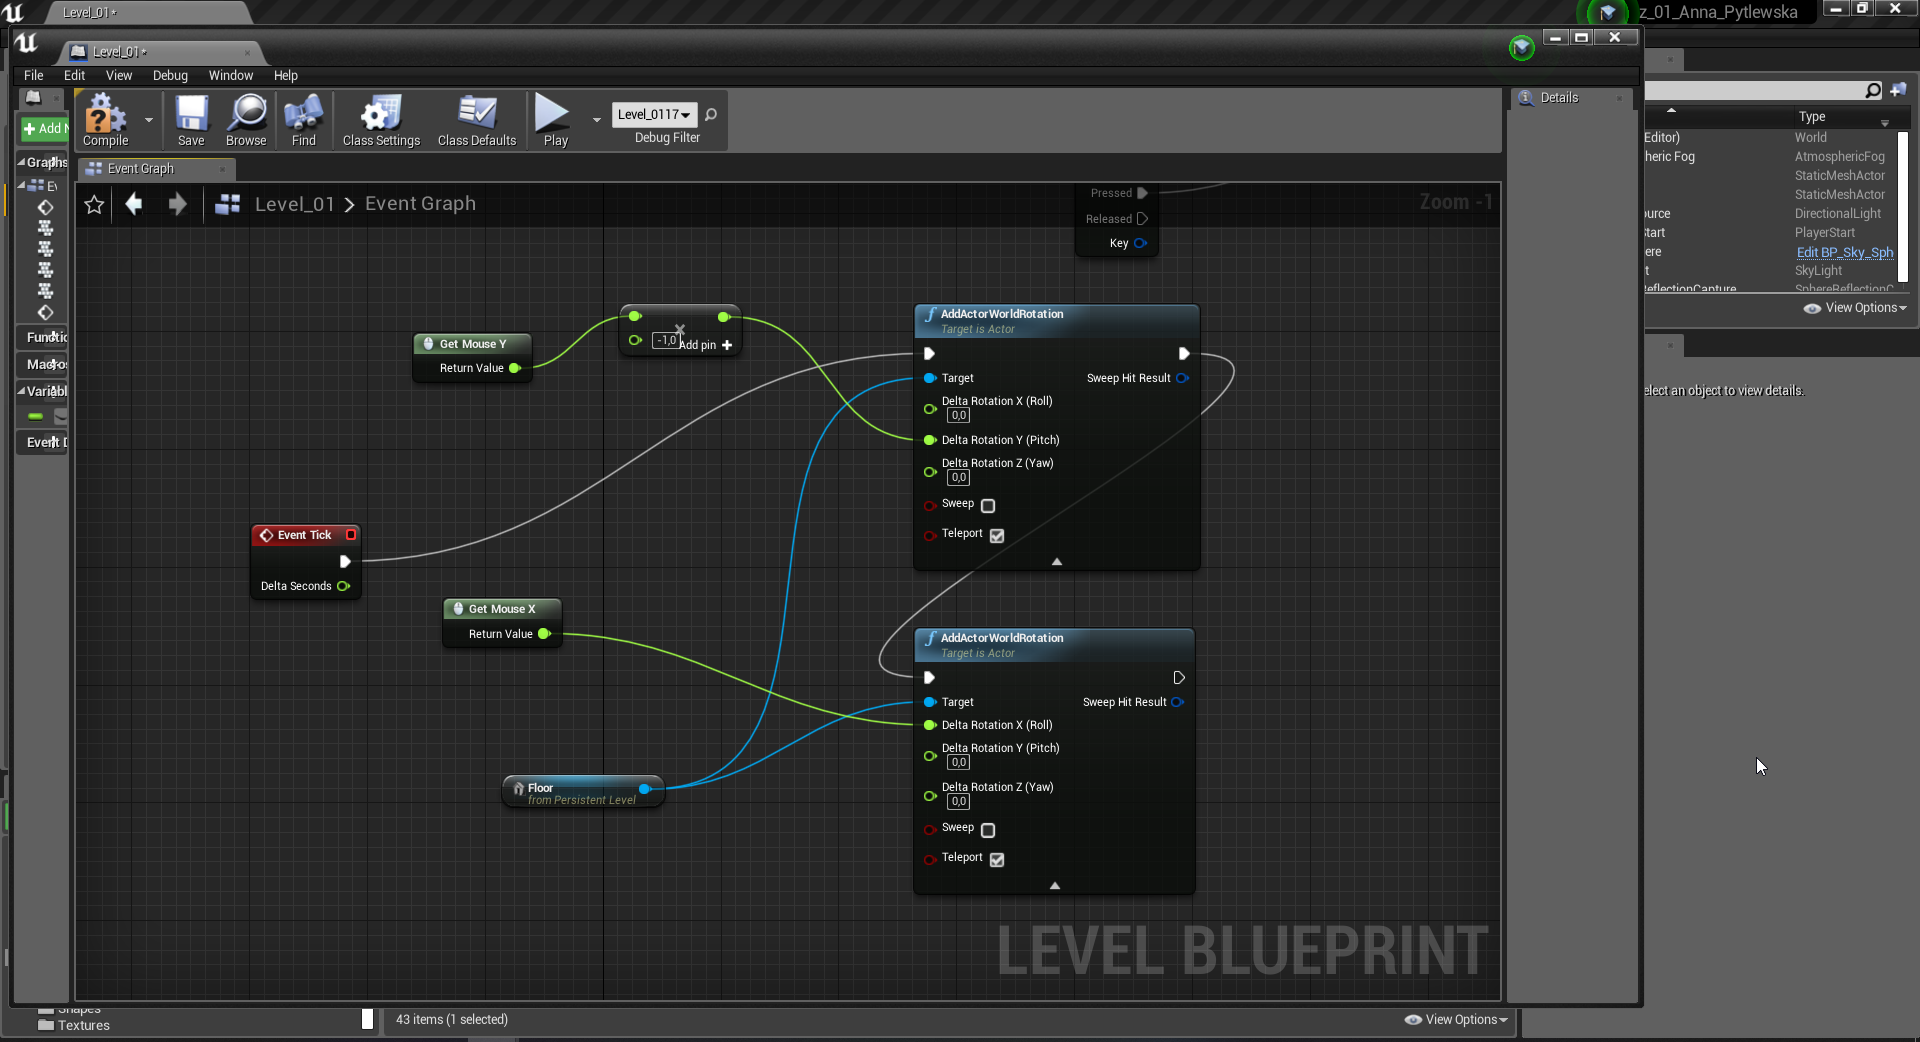 Level_01*
z_01_Anna_Pytlewska
Level_01*
File Edit View Debug Window Help
Details
Add N
Compile
Save
Browse
Find
Class Settings
Class Defaults
Play
Level_0117
Debug Filter
Type
Editor) World
heric Fog AtmosphericFog
StaticMeshActor
StaticMeshActor
ource DirectionalLight
Start PlayerStart
ere Edit BP_Sky_Sph
t SkyLight
ReflectionCapture SphereReflectionC
View Options
Graphs
Ev
Functio
Macros
Variabl
Event D
Event Graph
Level_01 > Event Graph
Zoom -1
Pressed
Released
Key
Get Mouse Y
Return Value
-1,0
Add pin +
AddActorWorldRotation
Target is Actor
Target
Sweep Hit Result
Delta Rotation X (Roll)
0,0
Delta Rotation Y (Pitch)
Delta Rotation Z (Yaw)
0,0
Sweep
Teleport
elect an object to view details.
Event Tick
Delta Seconds
Get Mouse X
Return Value
AddActorWorldRotation
Target is Actor
Target
Sweep Hit Result
Delta Rotation X (Roll)
Delta Rotation Y (Pitch)
0,0
Delta Rotation Z (Yaw)
0,0
Sweep
Teleport
Floor
from Persistent Level
LEVEL BLUEPRINT
Shapes
Textures
43 items (1 selected)
View Options